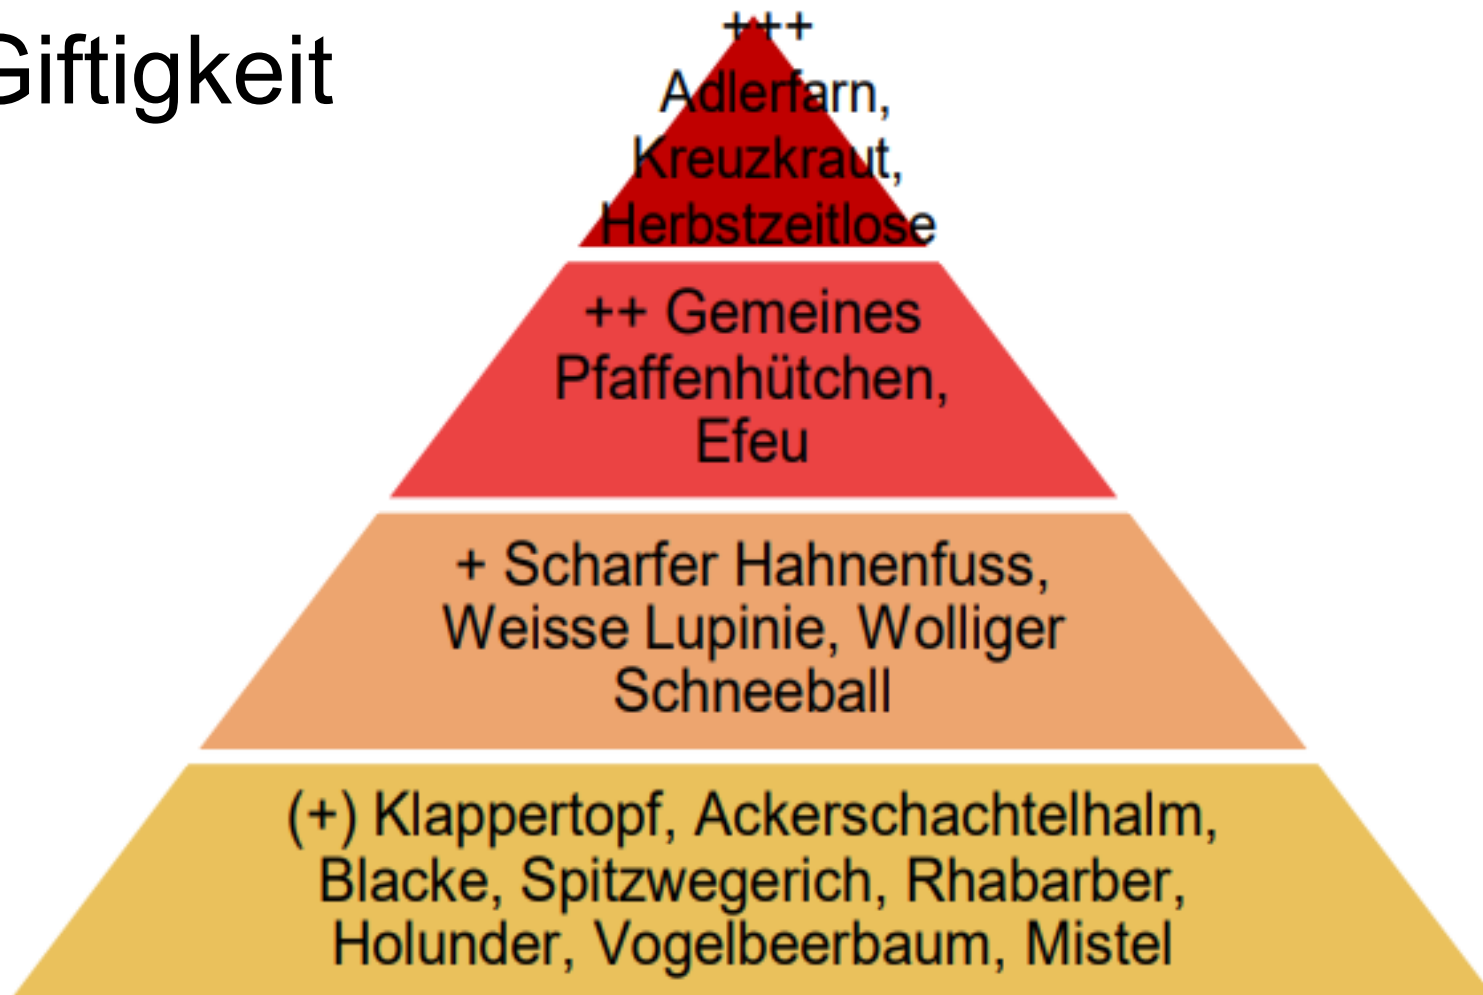 Giftigkeit
+++
Adlerfarn,
Kreuzkraut,
Herbstzeitlose
++ Gemeines
Pfaffenhütchen,
Efeu
+ Scharfer Hahnenfuss,
Weisse Lupinie, Wolliger
Schneeball
(+) Klappertopf, Ackerschachtelhalm,
Blacke, Spitzwegerich, Rhabarber,
Holunder, Vogelbeerbaum, Mistel